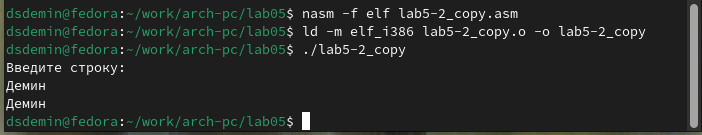 dsdemin@fedora:~/work/arch-pc/lab05$ nasm -f elf lab5-2_copy.asm
dsdemin@fedora:~/work/arch-pc/lab05$ ld -m elf_i386 lab5-2_copy.o -o lab5-2_copy
dsdemin@fedora:~/work/arch-pc/lab05$ ./lab5-2_copy
Введите строку:
Демин
Демин
dsdemin@fedora:~/work/arch-pc/lab05$